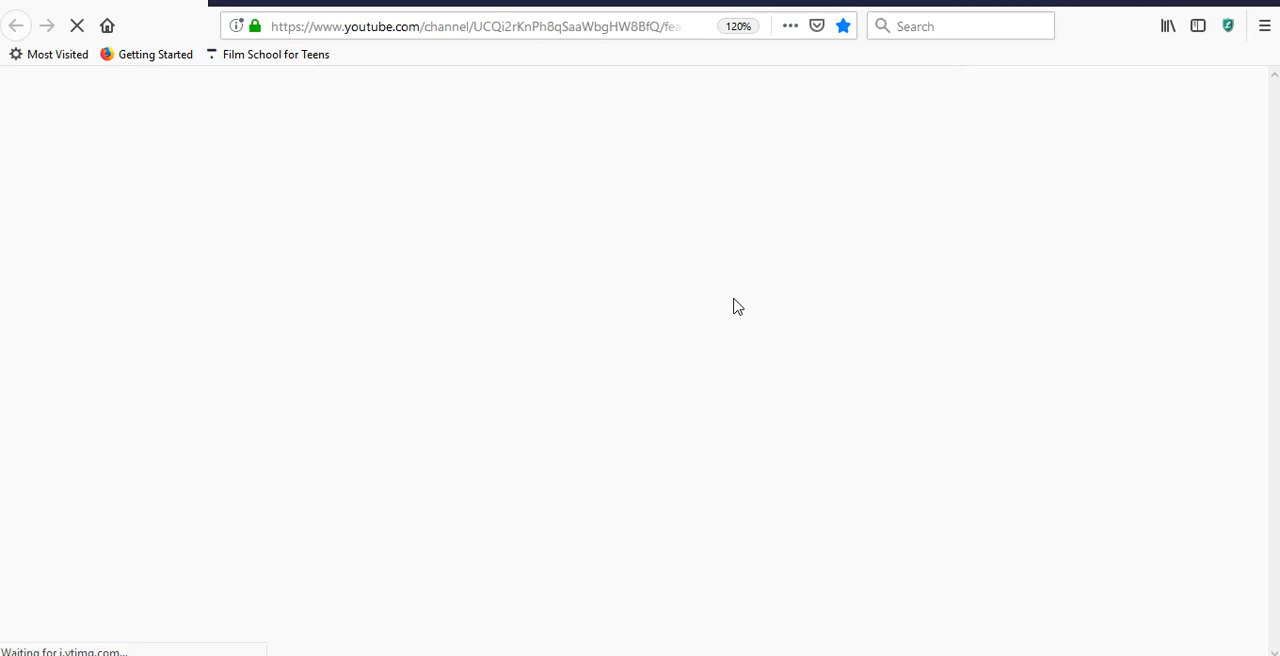 https://www.youtube.com/channel/UCQi2rKnPh8qSaaWbgHW8BfQ/fea
120%
Search
Most Visited
Getting Started
Film School for Teens
Waiting for i.ytimg.com...